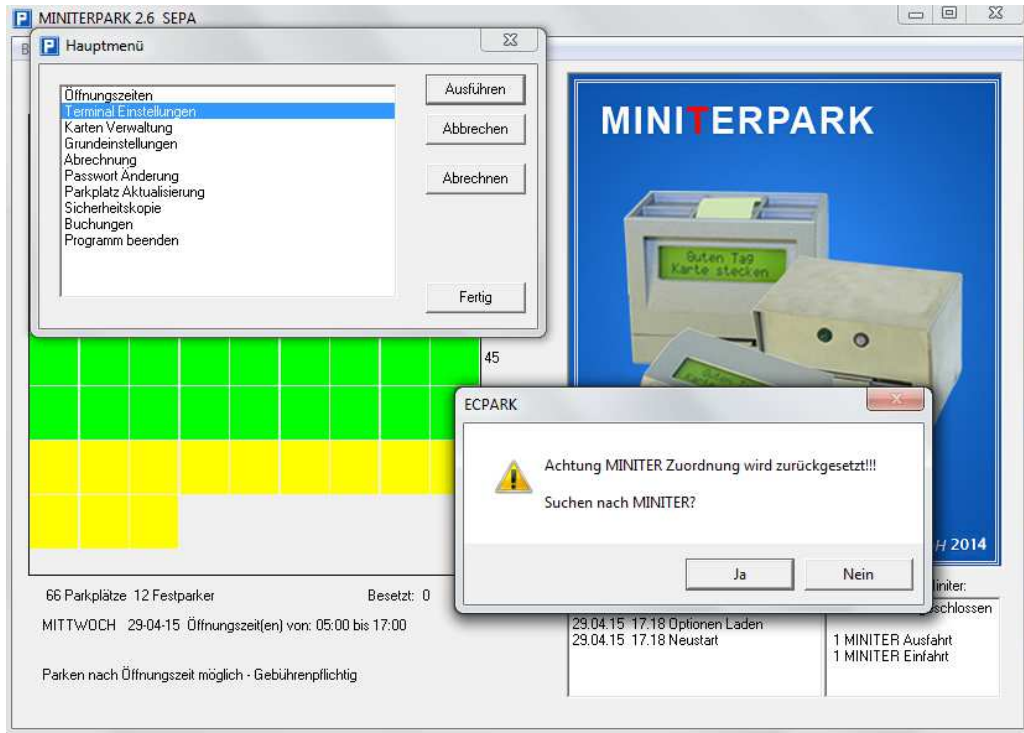 MINITERPARK 2.6 SEPA
Hauptmenü
Öffnungszeiten
Terminal Einstellungen
Karten Verwaltung
Grundeinstellungen
Abrechnung
Passwort Änderung
Parkplatz Aktualisierung
Sicherheitskopie
Buchungen
Programm beenden
Ausführen
Abbrechen
Abrechnen
Fertig
MINITERPARK
Guten Tag
Karte stecken
45
ECPARK
Achtung MINITER Zuordnung wird zurückgesetzt!!!
Suchen nach MINITER?
Ja
Nein
2014
66 Parkplätze 12 Festparker
Besetzt: 0
MITTWOCH 29-04-15 Öffnungszeit(en) von: 05:00 bis 17:00
Parken nach Öffnungszeit möglich - Gebührenpflichtig
29.04.15 17.18 Optionen Laden
29.04.15 17.18 Neustart
1 MINITER Ausfahrt
1 MINITER Einfahrt